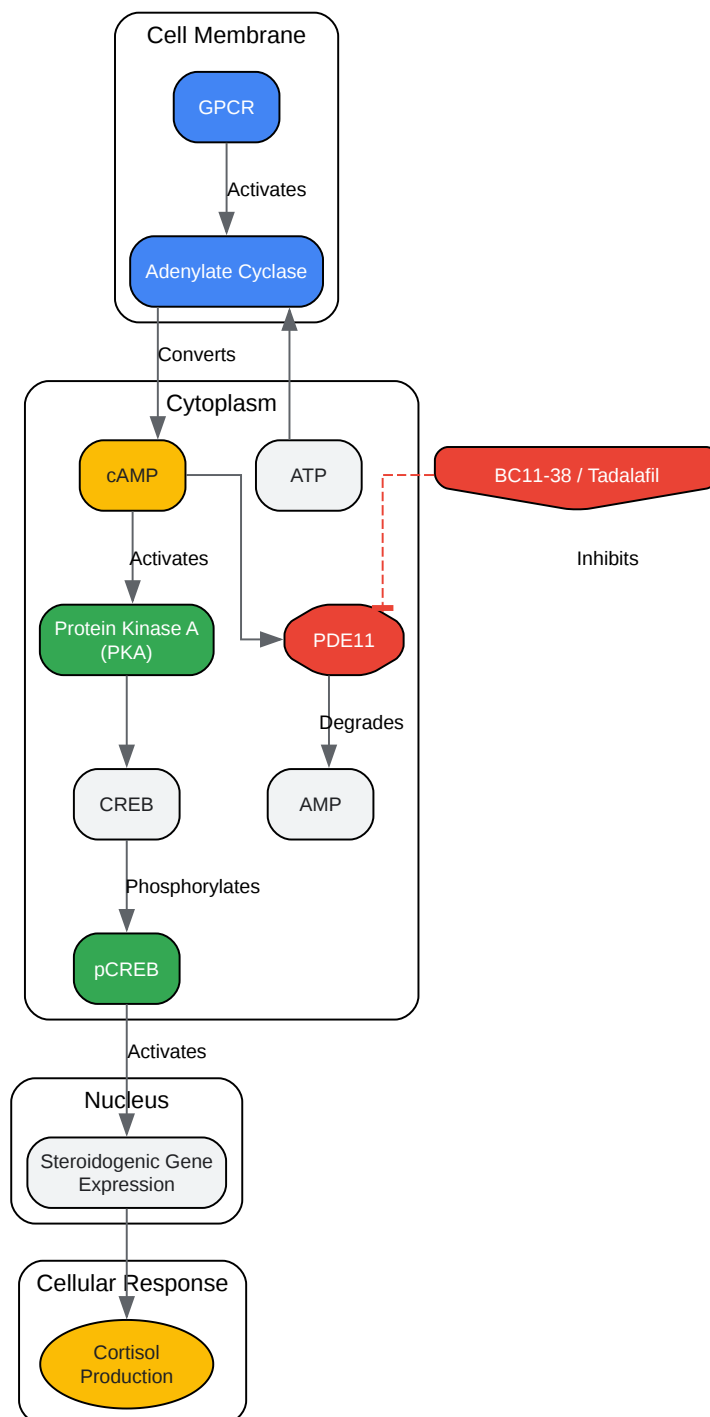 Cell Membrane
GPCR
Activates
Adenylate Cyclase
Converts
Cytoplasm
cAMP
ATP
BC11-38 / Tadalafil
Activates
Inhibits
Protein Kinase A
(PKA)
PDE11
Degrades
CREB
AMP
Phosphorylates
pCREB
Activates
Nucleus
Steroidogenic Gene
Expression
Cellular Response
Cortisol
Production